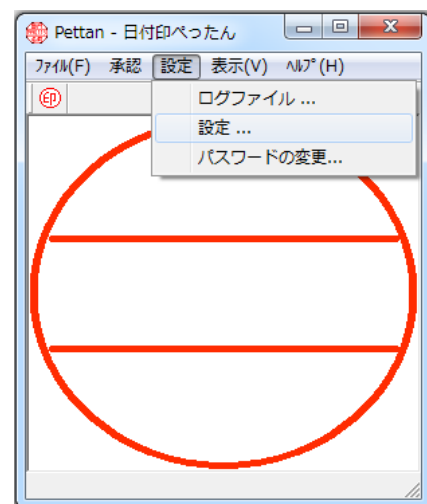 Pettan - 日付印ぺったん
ﾌｧｲﾙ(F) 承認 設定 表示(V) ﾍﾙﾌﾟ(H)
印
ログファイル ...
設定 ...
パスワードの変更...